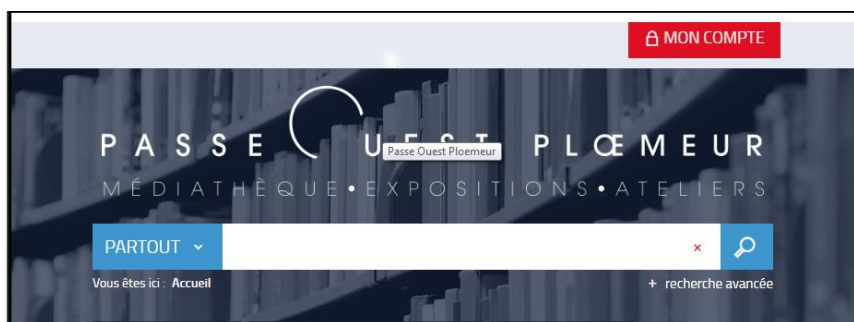 MON COMPTE
PASSE OUEST PLŒMEUR
Passe Ouest Ploemeur
MÉDIATHÈQUE•EXPOSITIONS•ATELIERS
PARTOUT
×
Vous êtes ici : Accueil
+ recherche avancée